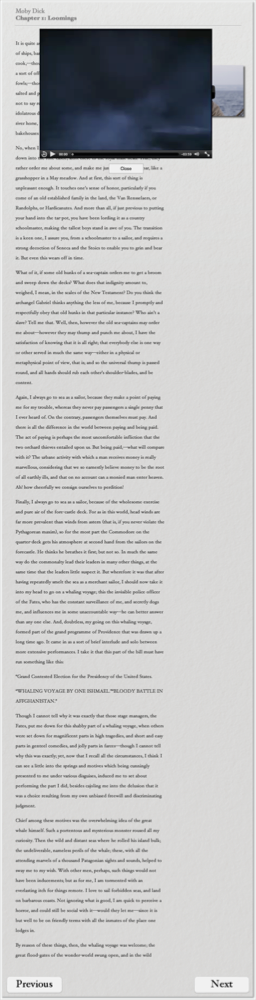 Moby Dick
Chapter 1: Loomings
It is quite
of ships,
cook,—
a sort of
fowls;—
salted and
not to say
idolatrous
river horse,
bakehouses
No, when I
down into
rather order me about some, and make me
grasshopper in a May meadow. And at first, this sort of thing is
unpleasant enough. It touches one's sense of honor, particularly if you
come of an old established family in the land, the Van Rensselaers, or
Randolphs, or Hardicanutes. And more than all, if just previous to putting
your hand into the tar-pot, you have been lording it as a country
schoolmaster, making the tallest boys stand in awe of you. The transition
is a keen one, I assure you, from a schoolmaster to a sailor, and requires a
strong decoction of Seneca and the Stoics to enable you to grin and bear
it. But even this wears off in time.
What of it, if some old hunks of a sea-captain orders me to get a broom
and sweep down the decks? What does that indignity amount to,
weighed, I mean, in the scales of the New Testament? Do you think the
archangel Gabriel thinks anything the less of me, because I promptly and
respectfully obey that old hunks in that particular instance? Who ain't a
slave? Tell me that. Well, then, however the old sea-captains may order
me about—however they may thump and punch me about, I have the
satisfaction of knowing that it is all right; that everybody else is one way
or other served in much the same way—either in a physical or
metaphysical point of view, that is; and so the universal thump is passed
round, and all hands should rub each other's shoulder-blades, and be
content.
Again, I always go to sea as a sailor, because they make a point of paying
me for my trouble, whereas they never pay passengers a single penny that
I ever heard of. On the contrary, passengers themselves must pay. And
there is all the difference in the world between paying and being paid.
The act of paying is perhaps the most uncomfortable infliction that the
two orchard thieves entailed upon us. But being paid,—what will compare
with it? The urbane activity with which a man receives money is really
marvellous, considering that we so earnestly believe money to be the root
of all earthly ills, and that on no account can a monied man enter heaven.
Ah! how cheerfully we consign ourselves to perdition!
Finally, I always go to sea as a sailor, because of the wholesome exercise
and pure air of the fore-castle deck. For as in this world, head winds are
far more prevalent than winds from astern (that is, if you never violate the
Pythagorean maxim), so for the most part the Commodore on the
quarter-deck gets his atmosphere at second hand from the sailors on the
forecastle. He thinks he breathes it first; but not so. In much the same
way do the commonalty lead their leaders in many other things, at the
same time that the leaders little suspect it. But wherefore it was that after
having repeatedly smelt the sea as a merchant sailor, I should now take it
into my head to go on a whaling voyage; this the invisible police officer
of the Fates, who has the constant surveillance of me, and secretly dogs
me, and influences me in some unaccountable way—he can better answer
than any one else. And, doubtless, my going on this whaling voyage,
formed part of the grand programme of Providence that was drawn up a
long time ago. It came in as a sort of brief interlude and solo between
more extensive performances. I take it that this part of the bill must have
run something like this:
"Grand Contested Election for the Presidency of the United States.
"WHALING VOYAGE BY ONE ISHMAEL "BLOODY BATTLE IN
AFFGHANISTAN."
Though I cannot tell why it was exactly that those stage managers, the
Fates, put me down for this shabby part of a whaling voyage, when others
were set down for magnificent parts in high tragedies, and short and easy
parts in genteel comedies, and jolly parts in farces—though I cannot tell
why this was exactly; yet, now that I recall all the circumstances, I think I
can see a little into the springs and motives which being cunningly
presented to me under various disguises, induced me to set about
performing the part I did, besides cajoling me into the delusion that it
was a choice resulting from my own unbiased freewill and discriminating
judgment.
Chief among these motives was the overwhelming idea of the great
whale himself. Such a portentous and mysterious monster roused all my
curiosity. Then the wild and distant seas where he rolled his island bulk;
the undeliverable, nameless perils of the whale; these, with all the
attending marvels of a thousand Patagonian sights and sounds, helped to
sway me to my wish. With other men, perhaps, such things would not
have been inducements; but as for me, I am tormented with an
everlasting itch for things remote. I love to sail forbidden seas, and land
on barbarous coasts. Not ignoring what is good, I am quick to perceive a
horror, and could still be social with it—would they let me—since it is
but well to be on friendly terms with all the inmates of the place one
lodges in.
By reason of these things, then, the whaling voyage was welcome; the
great flood-gates of the wonder-world swung open, and in the wild
Close
Previous
Next